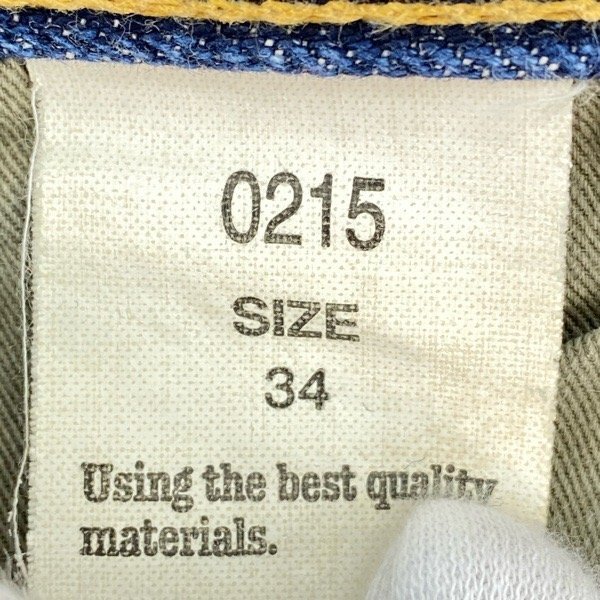 0215
SIZE
34
Using the best quality
materials.